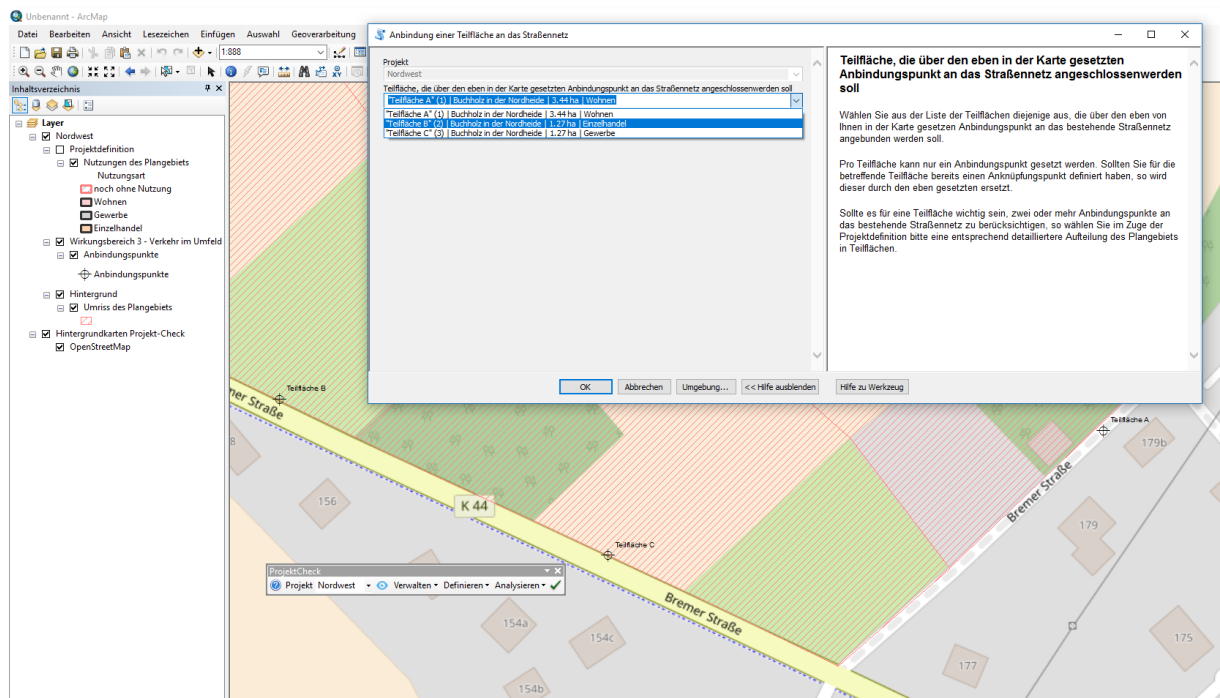 Unbenannt - ArcMap
Datei Bearbeiten Ansicht Lesezeichen Einfügen Auswahl Geoverarbeitung
1:888
Inhaltsverzeichnis
Layer
Nordwest
Projektdefinition
Nutzungen des Plangebiets
Nutzungsart
noch ohne Nutzung
Wohnen
Gewerbe
Einzelhandel
Wirkungsbereich 3 - Verkehr im Umfeld
Anbindungspunkte
Anbindungspunkte
Hintergrund
Umriss des Plangebiets
Hintergrundkarten Projekt-Check
OpenStreetMap
Anbindung einer Teilfläche an das Straßennetz
Projekt
Nordwest
Teilfläche, die über den eben in der Karte gesetzten Anbindungspunkt an das Straßennetz angeschlossenwerden soll
"Teilfläche A" (1) | Buchholz in der Nordheide | 3.44 ha | Wohnen
"Teilfläche A" (1) | Buchholz in der Nordheide | 3.44 ha | Wohnen
"Teilfläche B" (2) | Buchholz in der Nordheide | 1.27 ha | Einzelhandel
"Teilfläche C" (3) | Buchholz in der Nordheide | 1.27 ha | Gewerbe
OK Abbrechen Umgebung... << Hilfe ausblenden Hilfe zu Werkzeug
Teilfläche, die über den eben in der Karte gesetzten
Anbindungspunkt an das Straßennetz angeschlossenwerden
soll
Wählen Sie aus der Liste der Teilflächen diejenige aus, die über den eben von
Ihnen in der Karte gesetzen Anbindungspunkt an das bestehende Straßennetz
angebunden werden soll.
Pro Teilfläche kann nur ein Anbindungspunkt gesetzt werden. Sollten Sie für die
betreffende Teilfläche bereits einen Anknüpfungspunkt definiert haben, so wird
dieser durch den eben gesetzten ersetzt.
Sollte es für eine Teilfläche wichtig sein, zwei oder mehr Anbindungspunkte an
das bestehende Straßennetz zu berücksichtigen, so wählen Sie im Zuge der
Projektdefinition bitte eine entsprechend detailliertere Aufteilung des Plangebiets
in Teilflächen.
Teilfläche B
mer Straße
8
Teilfläche A
179b
156
K 44
Bremer Straße
179
Teilfläche C
ProjektCheck
Projekt Nordwest Verwalten Definieren Analysieren
Bremer Straße
154a
154c
175
177
154b